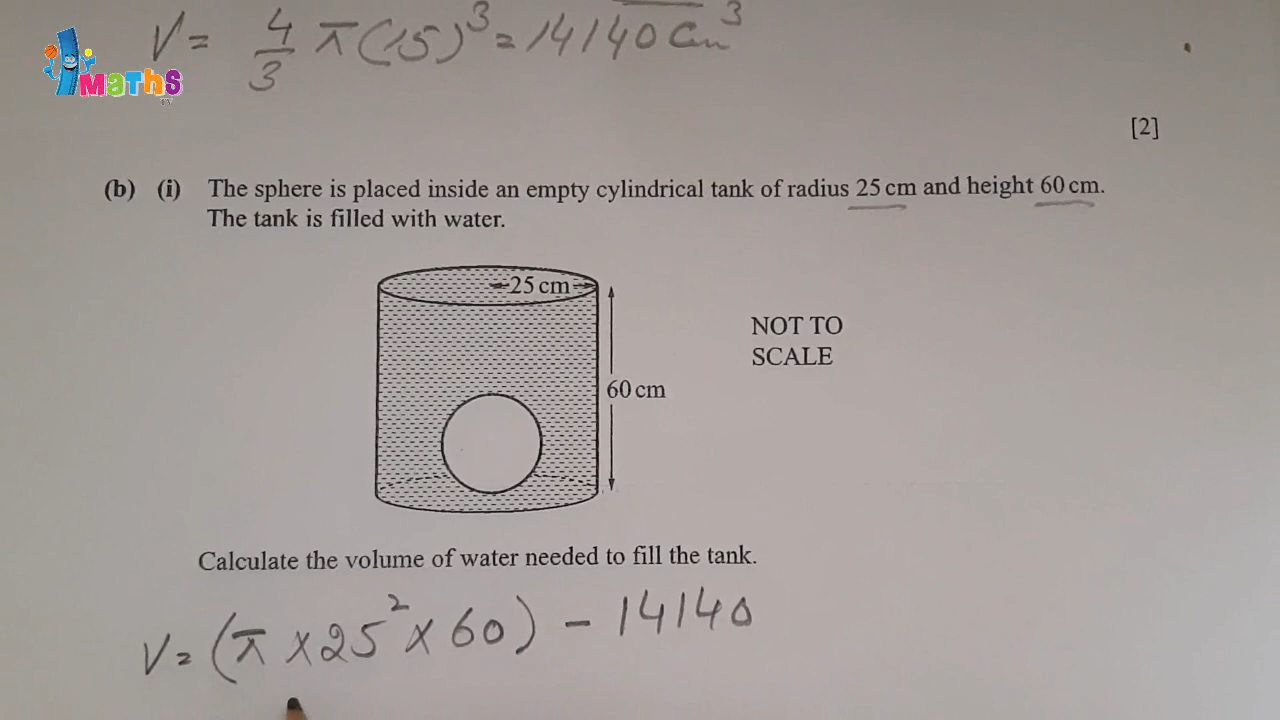 V = 4/3 π(15)³ = 14140 cm³
1 Maths
TV
[2]
(b) (i) The sphere is placed inside an empty cylindrical tank of radius 25 cm and height 60 cm.
The tank is filled with water.
25 cm
NOT TO
SCALE
60 cm
Calculate the volume of water needed to fill the tank.
V = (π × 25² × 60) - 14140